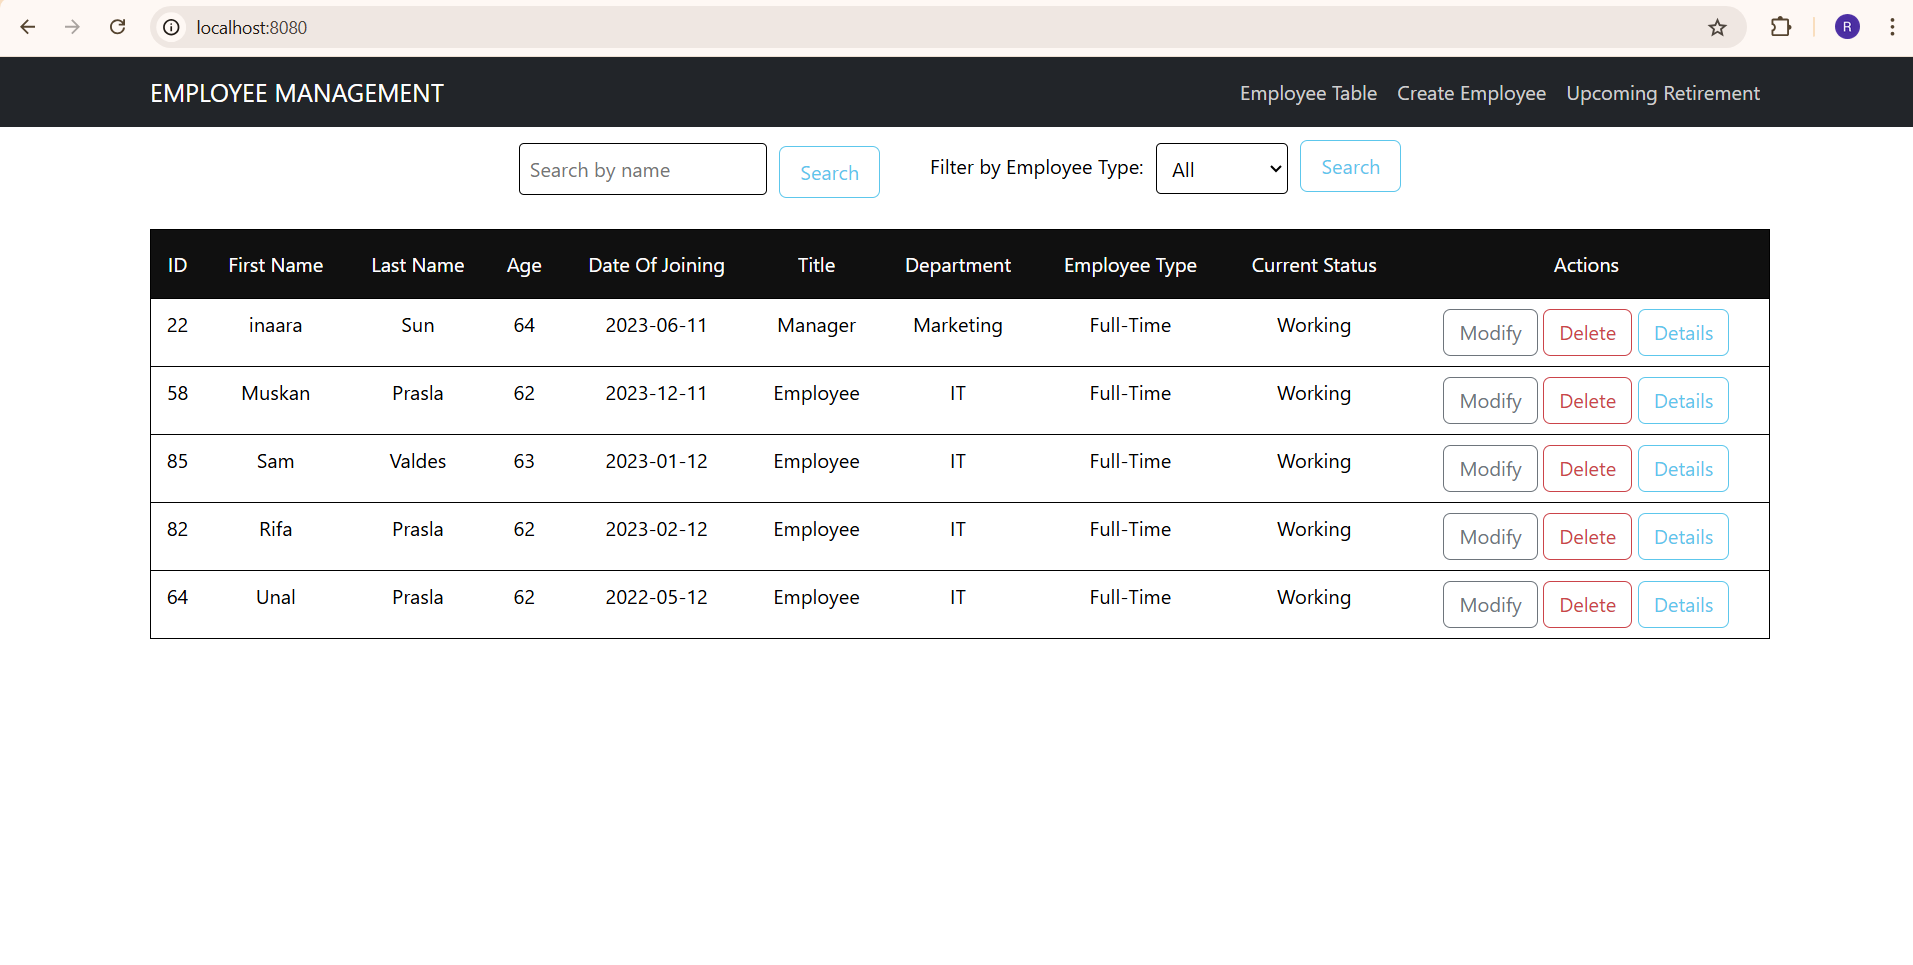 localhost:8080
R
EMPLOYEE MANAGEMENT Employee Table Create Employee Upcoming Retirement
Search by name Search Filter by Employee Type: All Search
ID First Name Last Name Age Date Of Joining Title Department Employee Type Current Status Actions
22 inaara Sun 64 2023-06-11 Manager Marketing Full-Time Working Modify Delete Details
58 Muskan Prasla 62 2023-12-11 Employee IT Full-Time Working Modify Delete Details
85 Sam Valdes 63 2023-01-12 Employee IT Full-Time Working Modify Delete Details
82 Rifa Prasla 62 2023-02-12 Employee IT Full-Time Working Modify Delete Details
64 Unal Prasla 62 2022-05-12 Employee IT Full-Time Working Modify Delete Details